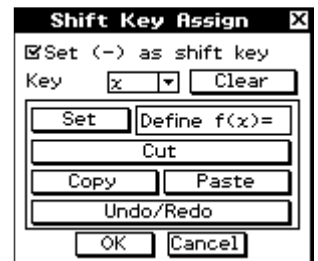 Shift Key Assign X
Set (-) as shift key
Key x Clear
Set Define f(x)=
Cut
Copy Paste
Undo/Redo
OK Cancel